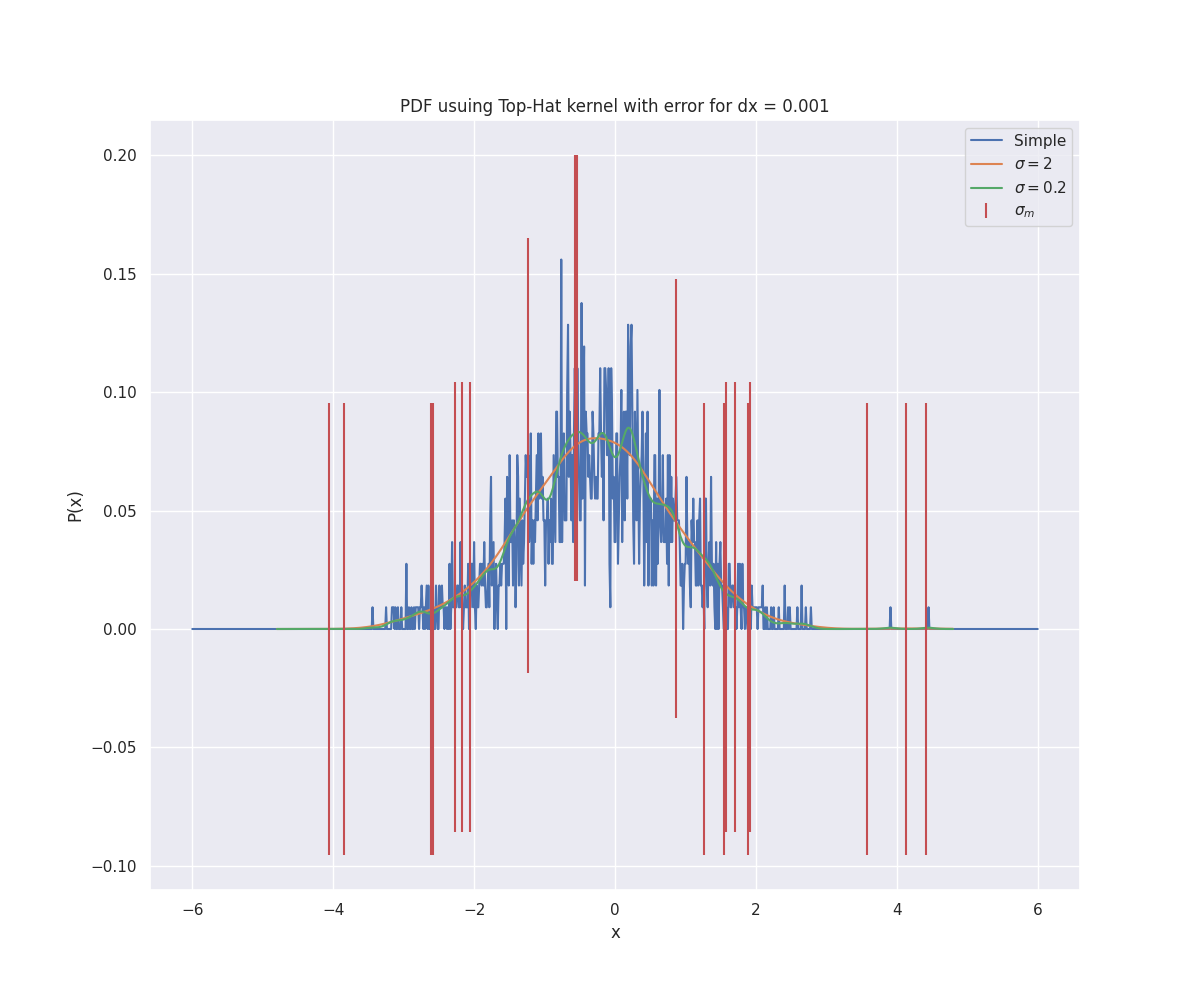 PDF usuing Top-Hat kernel with error for dx = 0.001
Simple
σ = 2
σ = 0.2
σₘ
0.20
0.15
0.10
0.05
0.00
−0.05
−0.10
P(x)
−6 −4 −2 0 2 4 6
x